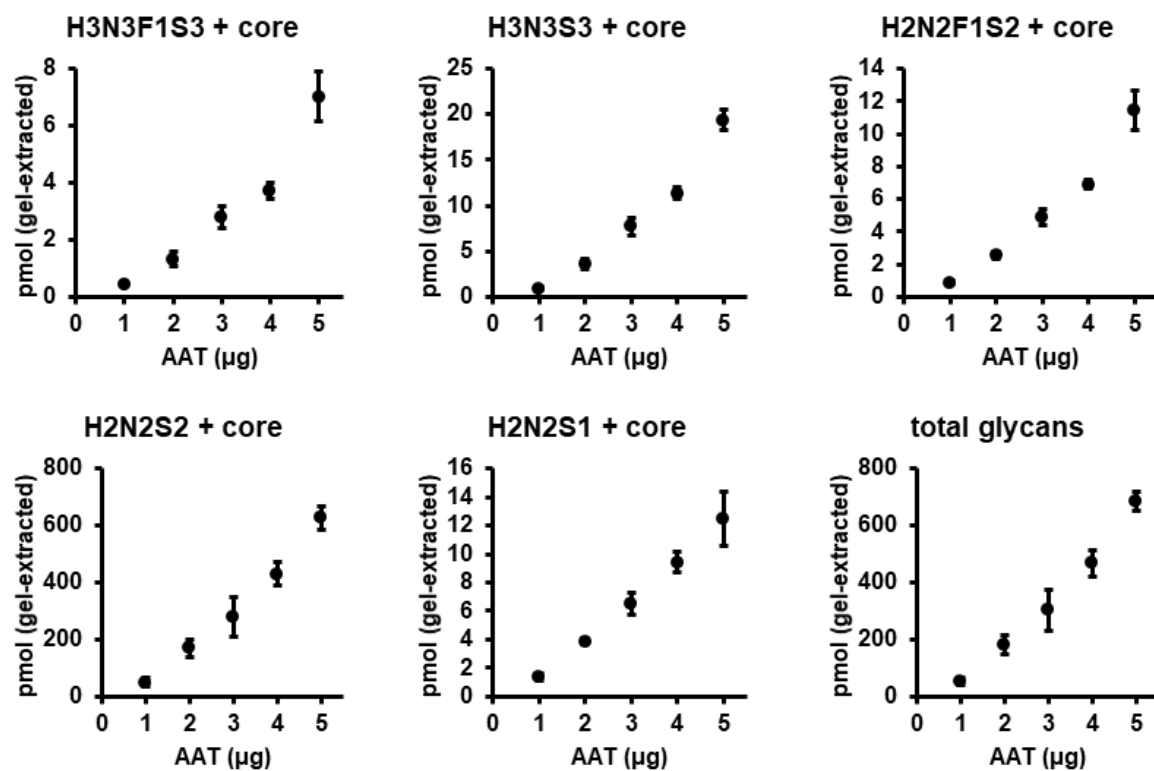 H3N3F1S3 + core
H3N3S3 + core
H2N2F1S2 + core
pmol (gel-extracted)
8
6
4
2
0
0 1 2 3 4 5
AAT (µg)
pmol (gel-extracted)
25
20
15
10
5
0
0 1 2 3 4 5
AAT (µg)
pmol (gel-extracted)
14
12
10
8
6
4
2
0
0 1 2 3 4 5
AAT (µg)
H2N2S2 + core
H2N2S1 + core
total glycans
pmol (gel-extracted)
800
600
400
200
0
0 1 2 3 4 5
AAT (µg)
pmol (gel-extracted)
16
14
12
10
8
6
4
2
0
0 1 2 3 4 5
AAT (µg)
pmol (gel-extracted)
800
600
400
200
0
0 1 2 3 4 5
AAT (µg)